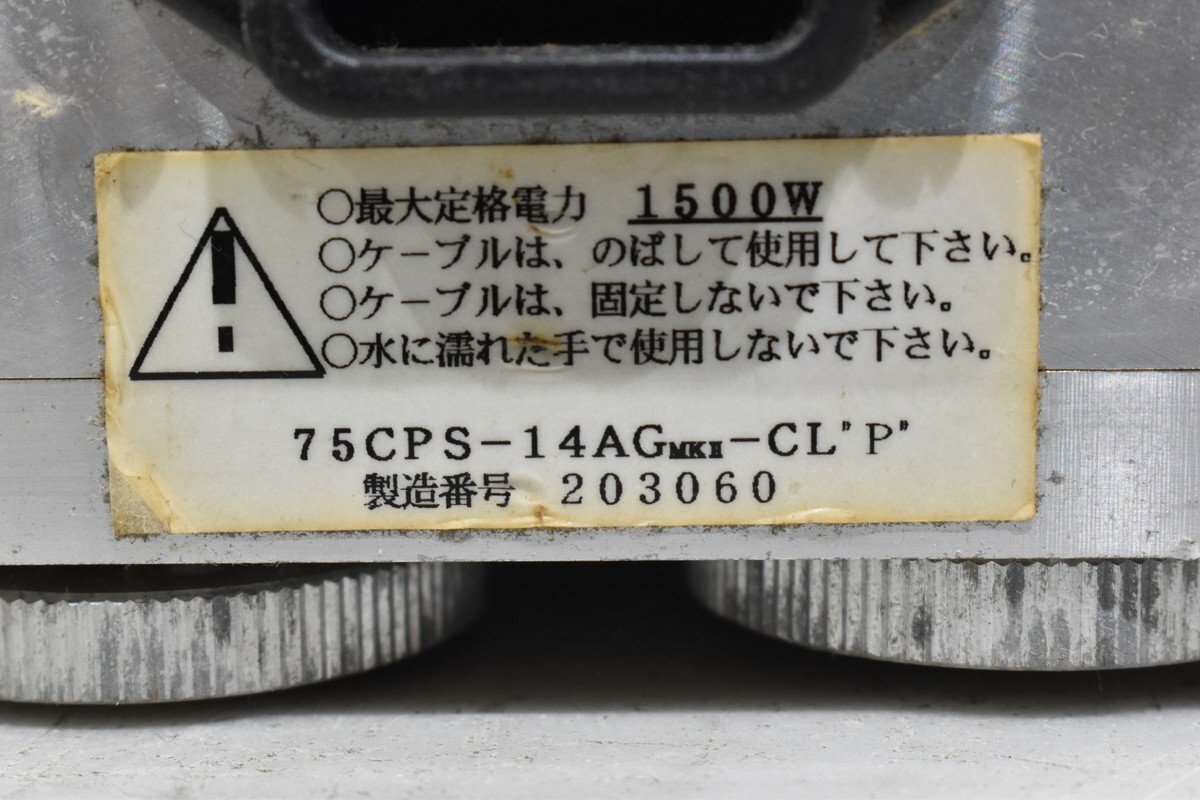 ○最大定格電力 1500W
○ケーブルは、のばして使用して下さい。
○ケーブルは、固定しないで下さい。
○水に濡れた手で使用しないで下さい。
75CPS-14AGMKⅡ-CL"P"
製造番号 203060